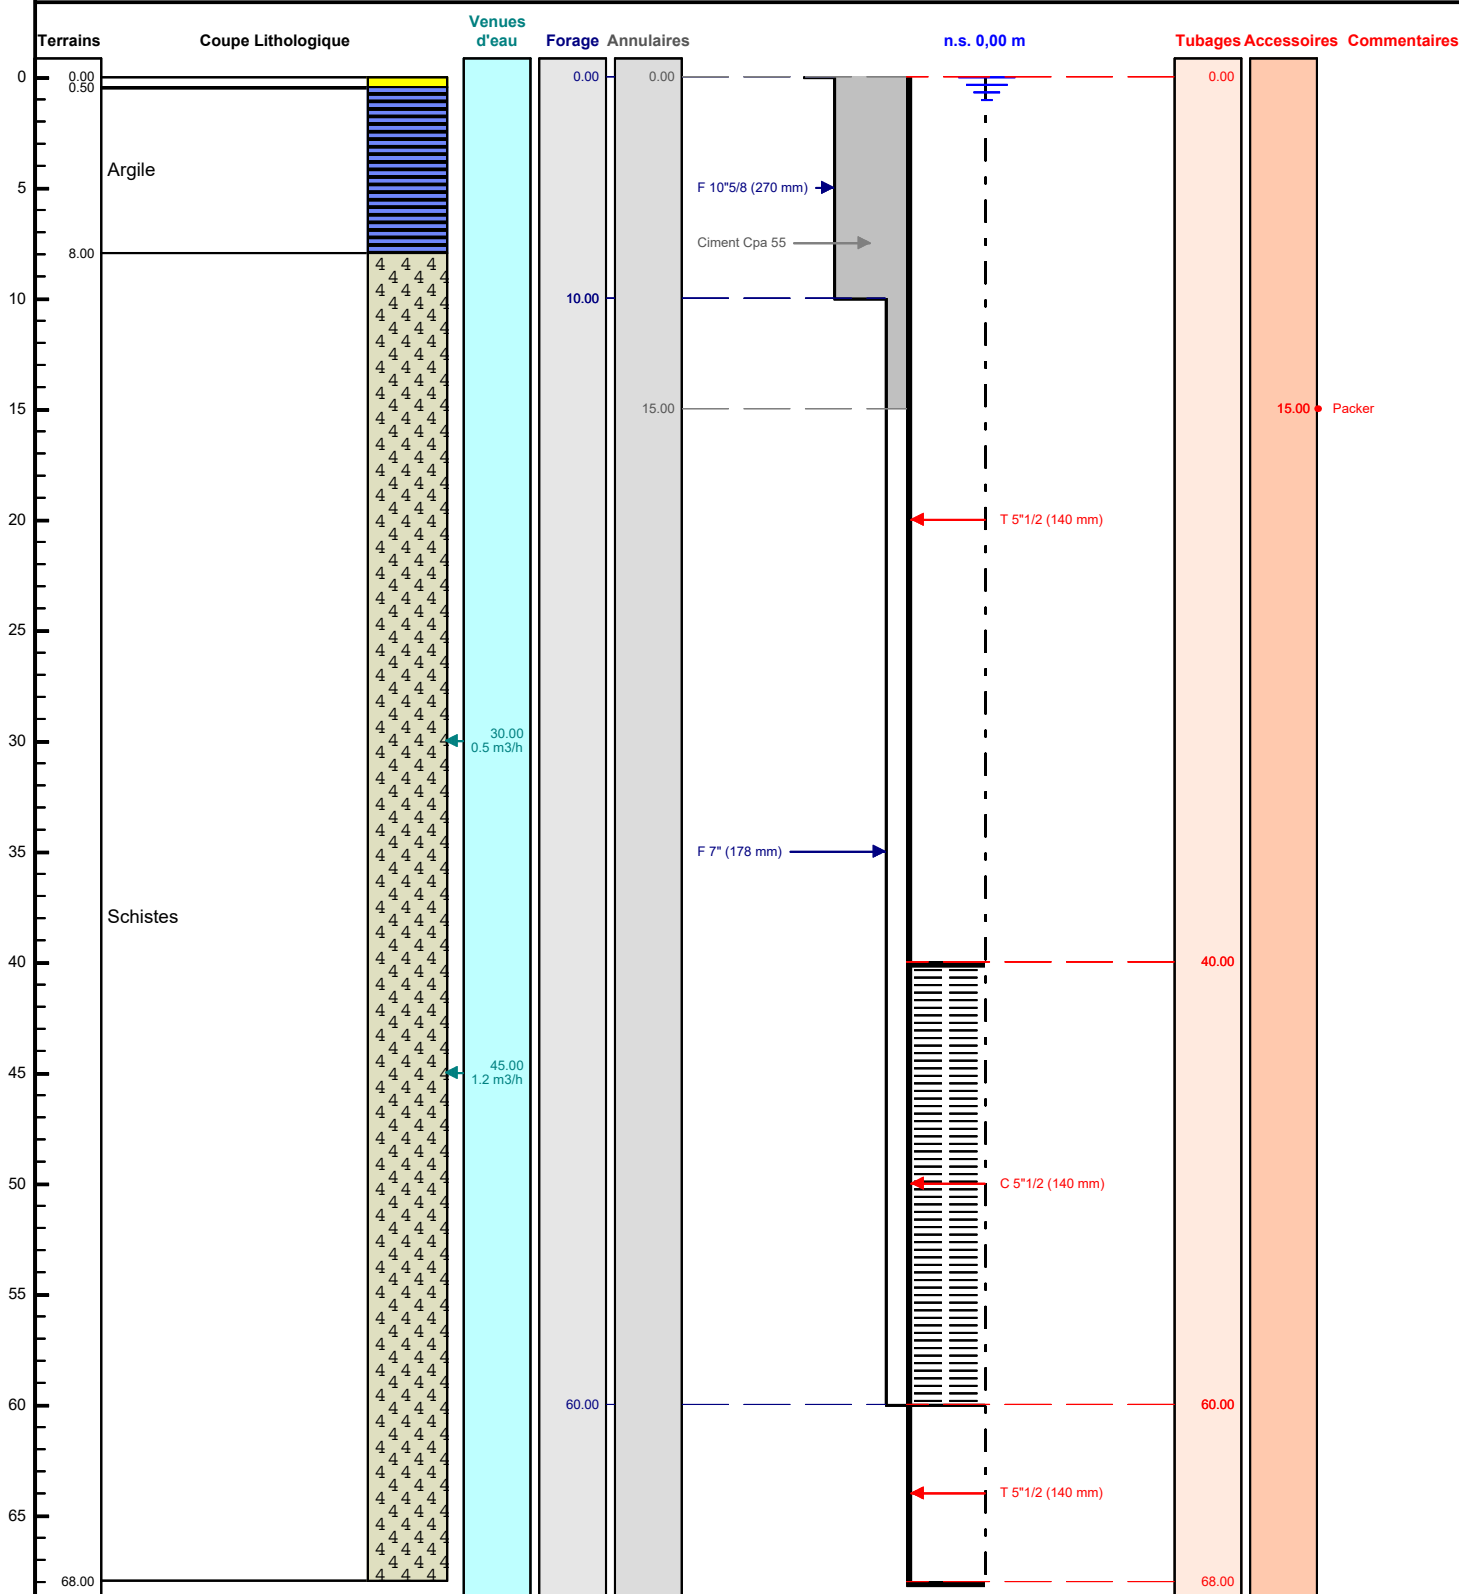 Terrains
Coupe Lithologique
Venues
d'eau
Forage
Annulaires
n.s. 0,00 m
Tubages
Accessoires
Commentaires
0
0.00
0.00
0.00
0.00
0.50
Argile
5
F 10"5/8 (270 mm)
Ciment Cpa 55
8.00
10
10.00
15
15.00
15.00
Packer
20
T 5"1/2 (140 mm)
25
30
30.00
0.5 m3/h
35
F 7" (178 mm)
Schistes
40
40.00
45
45.00
1.2 m3/h
50
C 5"1/2 (140 mm)
55
60
60.00
60.00
T 5"1/2 (140 mm)
65
68.00
68.00